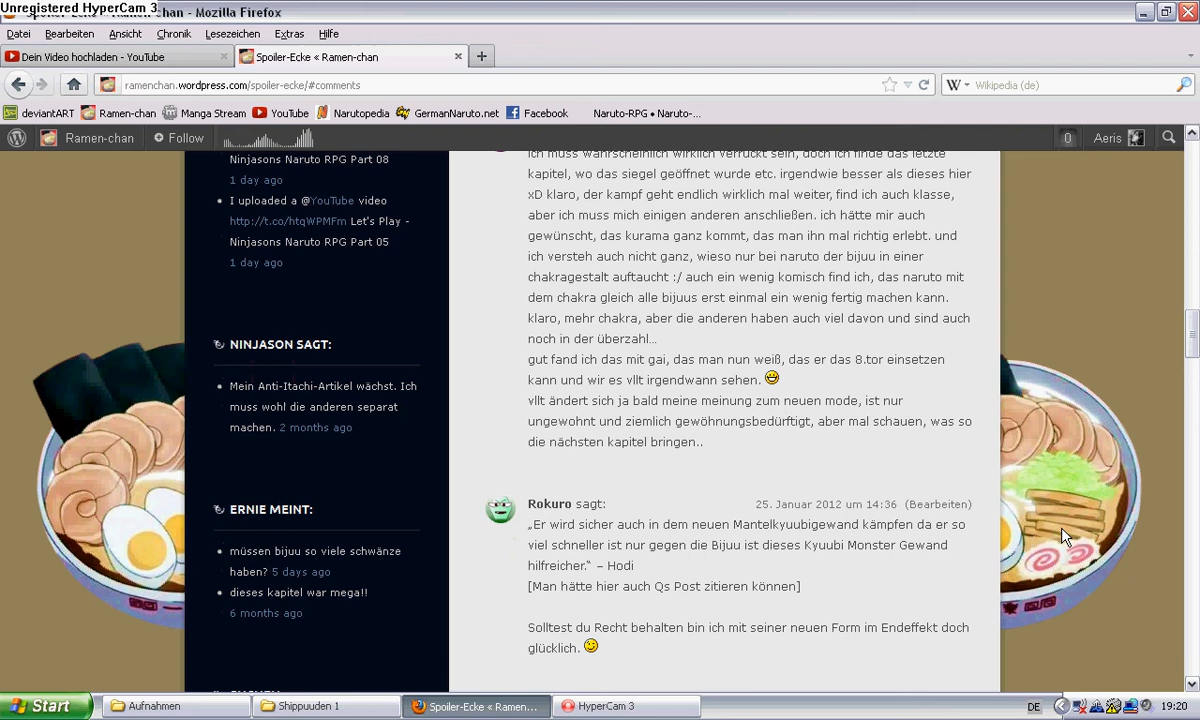 Unregistered HyperCam 3
Spoiler-Ecke « Ramen-chan - Mozilla Firefox
Datei Bearbeiten Ansicht Chronik Lesezeichen Extras Hilfe
Dein Video hochladen - YouTube
Spoiler-Ecke « Ramen-chan
ramenchan.wordpress.com/spoiler-ecke/#comments
Wikipedia (de)
deviantART Ramen-chan Manga Stream YouTube Narutopedia GermanNaruto.net Facebook Naruto-RPG • Naruto-...
Ramen-chan Follow 0 Aeris
Ninjasons Naruto RPG Part 08
1 day ago
I uploaded a @YouTube video
http://t.co/htqWPMFm Let's Play -
Ninjasons Naruto RPG Part 05
1 day ago
NINJASON SAGT:
Mein Anti-Itachi-Artikel wächst. Ich
muss wohl die anderen separat
machen. 2 months ago
ERNIE MEINT:
müssen bijuu so viele schwänze
haben? 5 days ago
dieses kapitel war mega!!
6 months ago
ich muss wahrscheinlich wirklich verrückt sein, doch ich finde das letzte
kapitel, wo das siegel geöffnet wurde etc. irgendwie besser als dieses hier
xD klaro, der kampf geht endlich wirklich mal weiter, find ich auch klasse,
aber ich muss mich einigen anderen anschließen. ich hätte mir auch
gewünscht, das kurama ganz kommt, das man ihn mal richtig erlebt. und
ich versteh auch nicht ganz, wieso nur bei naruto der bijuu in einer
chakragestalt auftaucht :/ auch ein wenig komisch find ich, das naruto mit
dem chakra gleich alle bijuus erst einmal ein wenig fertig machen kann.
klaro, mehr chakra, aber die anderen haben auch viel davon und sind auch
noch in der überzahl...
gut fand ich das mit gai, das man nun weiß, das er das 8.tor einsetzen
kann und wir es vllt irgendwann sehen.
vllt ändert sich ja bald meine meinung zum neuen mode, ist nur
ungewohnt und ziemlich gewöhnungsbedürftigt, aber mal schauen, was so
die nächsten kapitel bringen..
Rokuro sagt: 25. Januar 2012 um 14:36 (Bearbeiten)
„Er wird sicher auch in dem neuen Mantelkyuubigewand kämpfen da er so
viel schneller ist nur gegen die Bijuu ist dieses Kyuubi Monster Gewand
hilfreicher.“ – Hodi
[Man hätte hier auch Qs Post zitieren können]
Solltest du Recht behalten bin ich mit seiner neuen Form im Endeffekt doch
glücklich.
Start Aufnahmen Shippuuden 1 Spoiler-Ecke « Ramen... HyperCam 3 DE 19:20